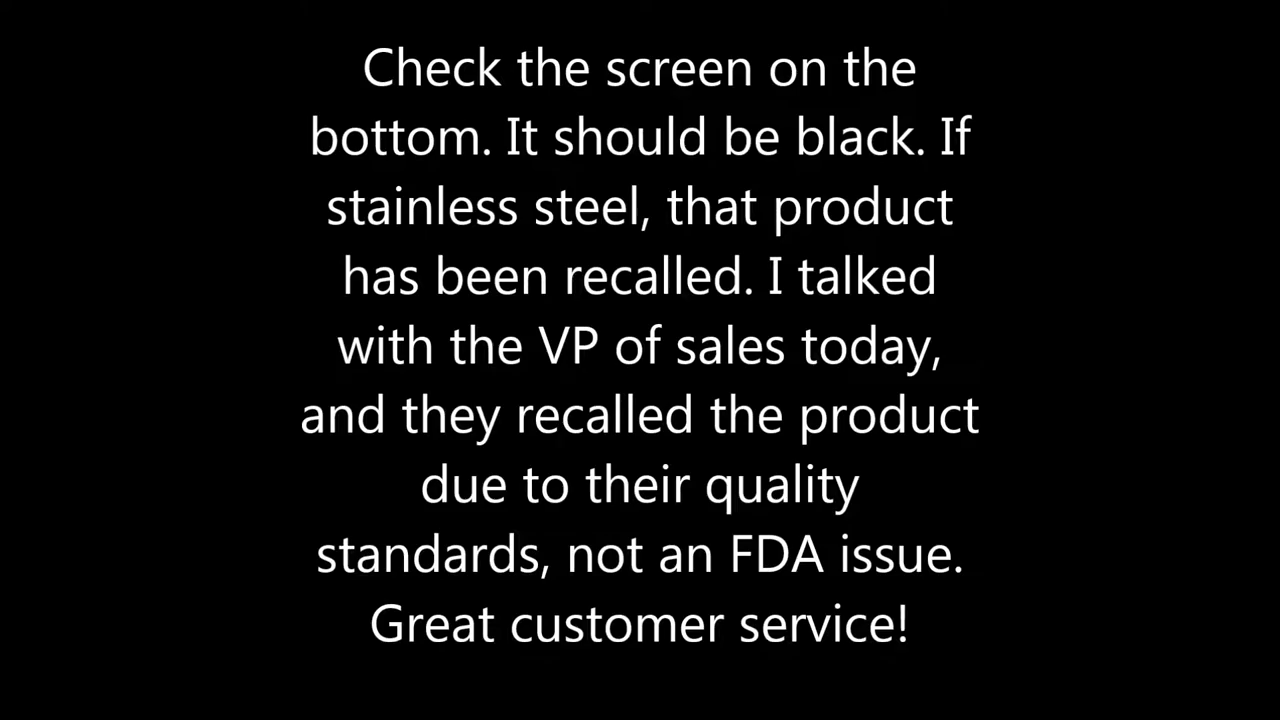 Check the screen on the
bottom. It should be black. If
stainless steel, that product
has been recalled. I talked
with the VP of sales today,
and they recalled the product
due to their quality
standards, not an FDA issue.
Great customer service!